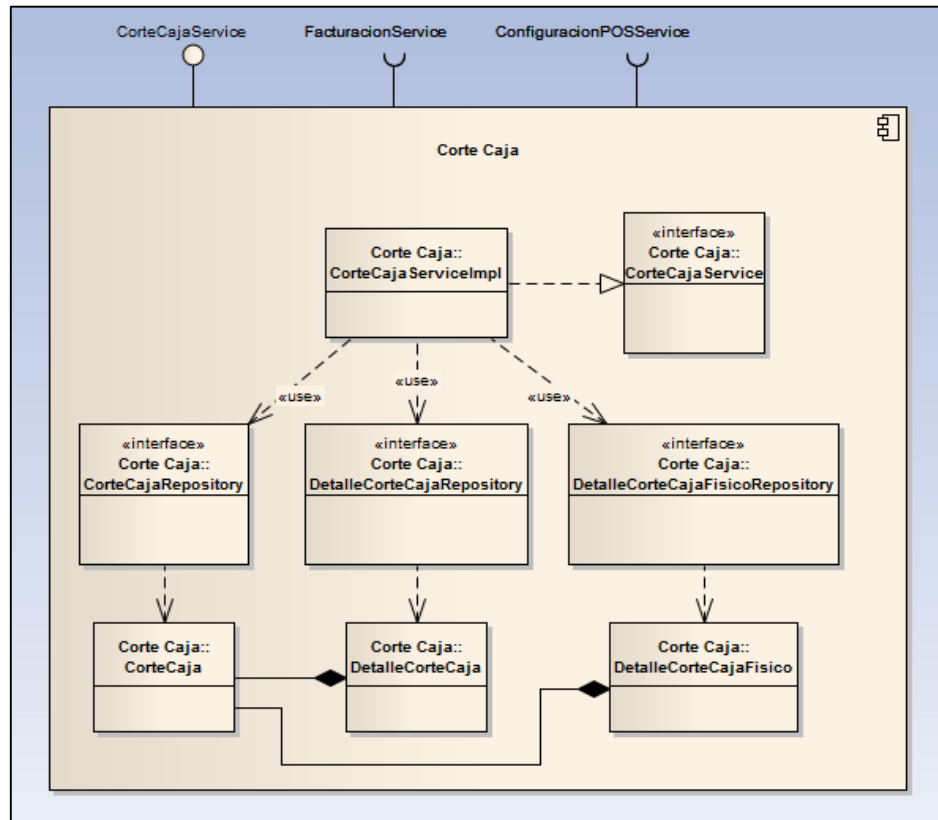 CorteCajaService
FacturacionService
ConfiguracionPOSService
Corte Caja
Corte Caja::
CorteCajaServiceImpl
«interface»
Corte Caja::
CorteCajaService
«use»
«use»
«use»
«interface»
Corte Caja::
CorteCajaRepository
«interface»
Corte Caja::
DetalleCorteCajaRepository
«interface»
Corte Caja::
DetalleCorteCajaFisicoRepository
Corte Caja::
CorteCaja
Corte Caja::
DetalleCorteCaja
Corte Caja::
DetalleCorteCajaFisico